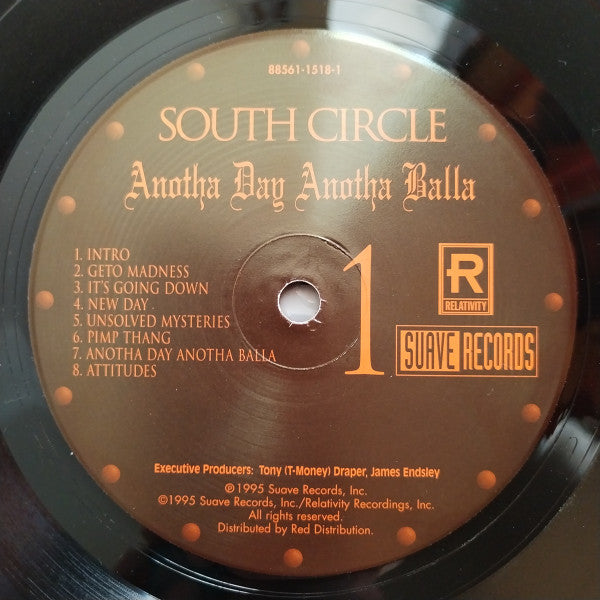 88561-1518-1
SOUTH CIRCLE
Anotha Day Anotha Balla
1. INTRO
2. GETO MADNESS
3. IT'S GOING DOWN
4. NEW DAY
5. UNSOLVED MYSTERIES
6. PIMP THANG
7. ANOTHA DAY ANOTHA BALLA
8. ATTITUDES
1
R
RELATIVITY
SUAVE RECORDS
Executive Producers: Tony (T-Money) Draper, James Endsley
℗1995 Suave Records, Inc.
©1995 Suave Records, Inc./Relativity Recordings, Inc.
All rights reserved.
Distributed by Red Distribution.